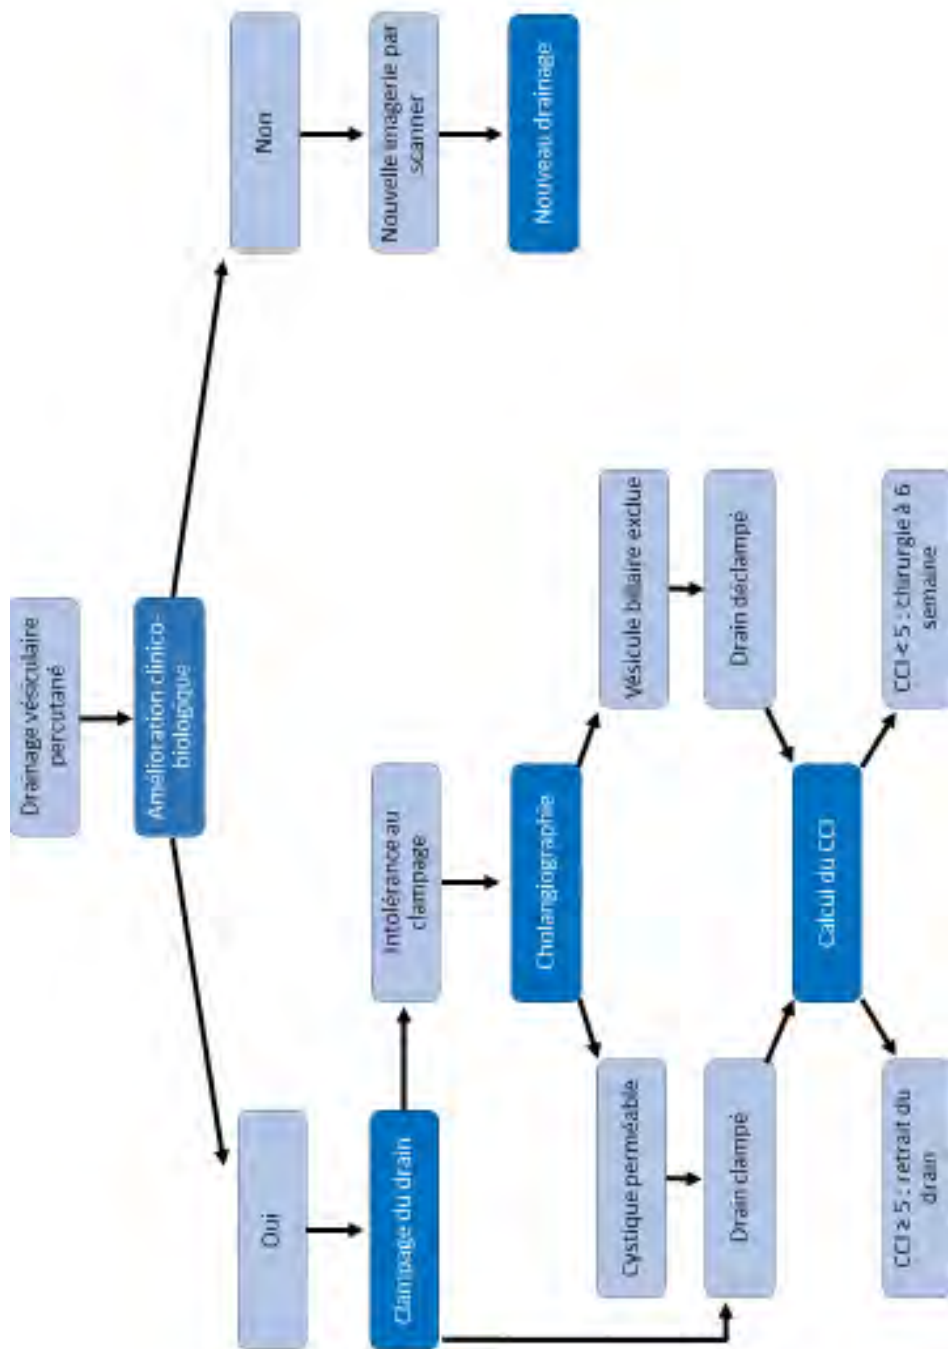 Drainage vésiculaire
percutané
Amélioration clinico-
biologique
Oui
Non
Clampage du drain
Intolérance au
clampage
Nouvelle imagerie par
scanner
Cholangiographie
Nouveau drainage
Cystique perméable
Vésicule biliaire exclue
Drain clampé
Drain déclampé
Calcul du CCI
CCI ≥ 5 : retrait du
drain
CCI < 5 : chirurgie à 6
semaine